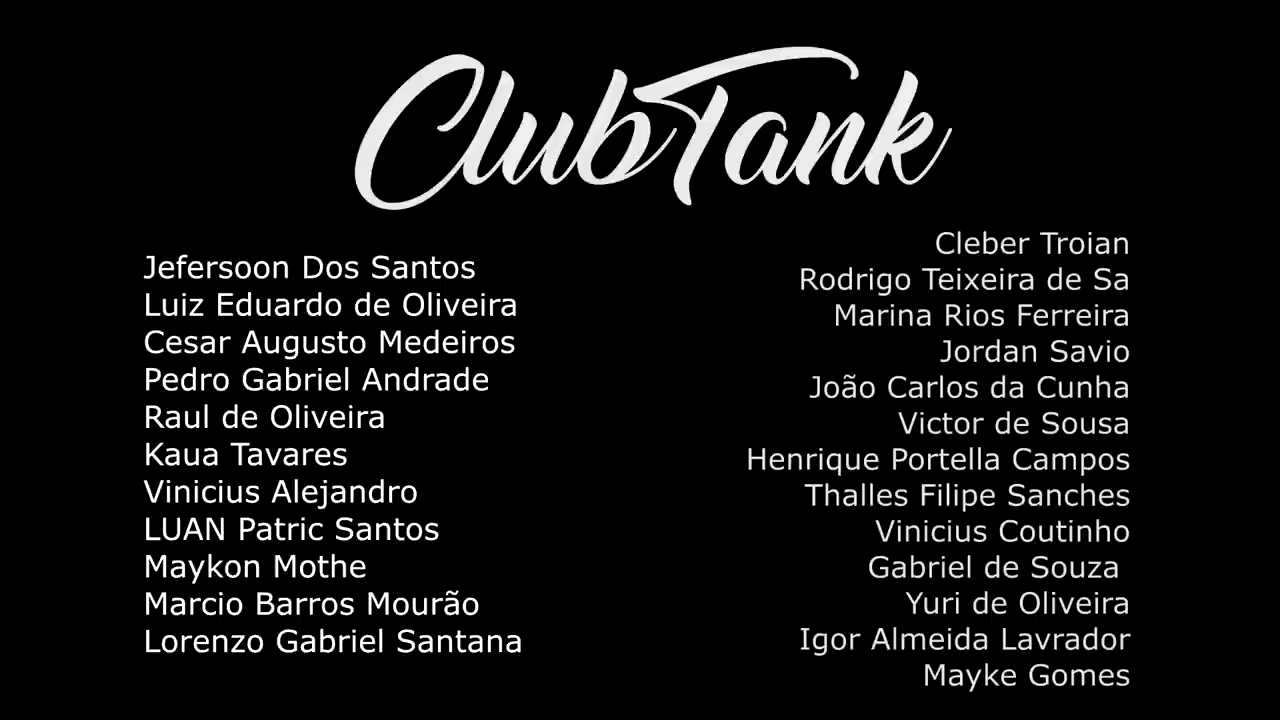 ClubTank
Jefersoon Dos Santos
Luiz Eduardo de Oliveira
Cesar Augusto Medeiros
Pedro Gabriel Andrade
Raul de Oliveira
Kaua Tavares
Vinicius Alejandro
LUAN Patric Santos
Maykon Mothe
Marcio Barros Mourão
Lorenzo Gabriel Santana
Cleber Troian
Rodrigo Teixeira de Sa
Marina Rios Ferreira
Jordan Savio
João Carlos da Cunha
Victor de Sousa
Henrique Portella Campos
Thalles Filipe Sanches
Vinicius Coutinho
Gabriel de Souza
Yuri de Oliveira
Igor Almeida Lavrador
Mayke Gomes